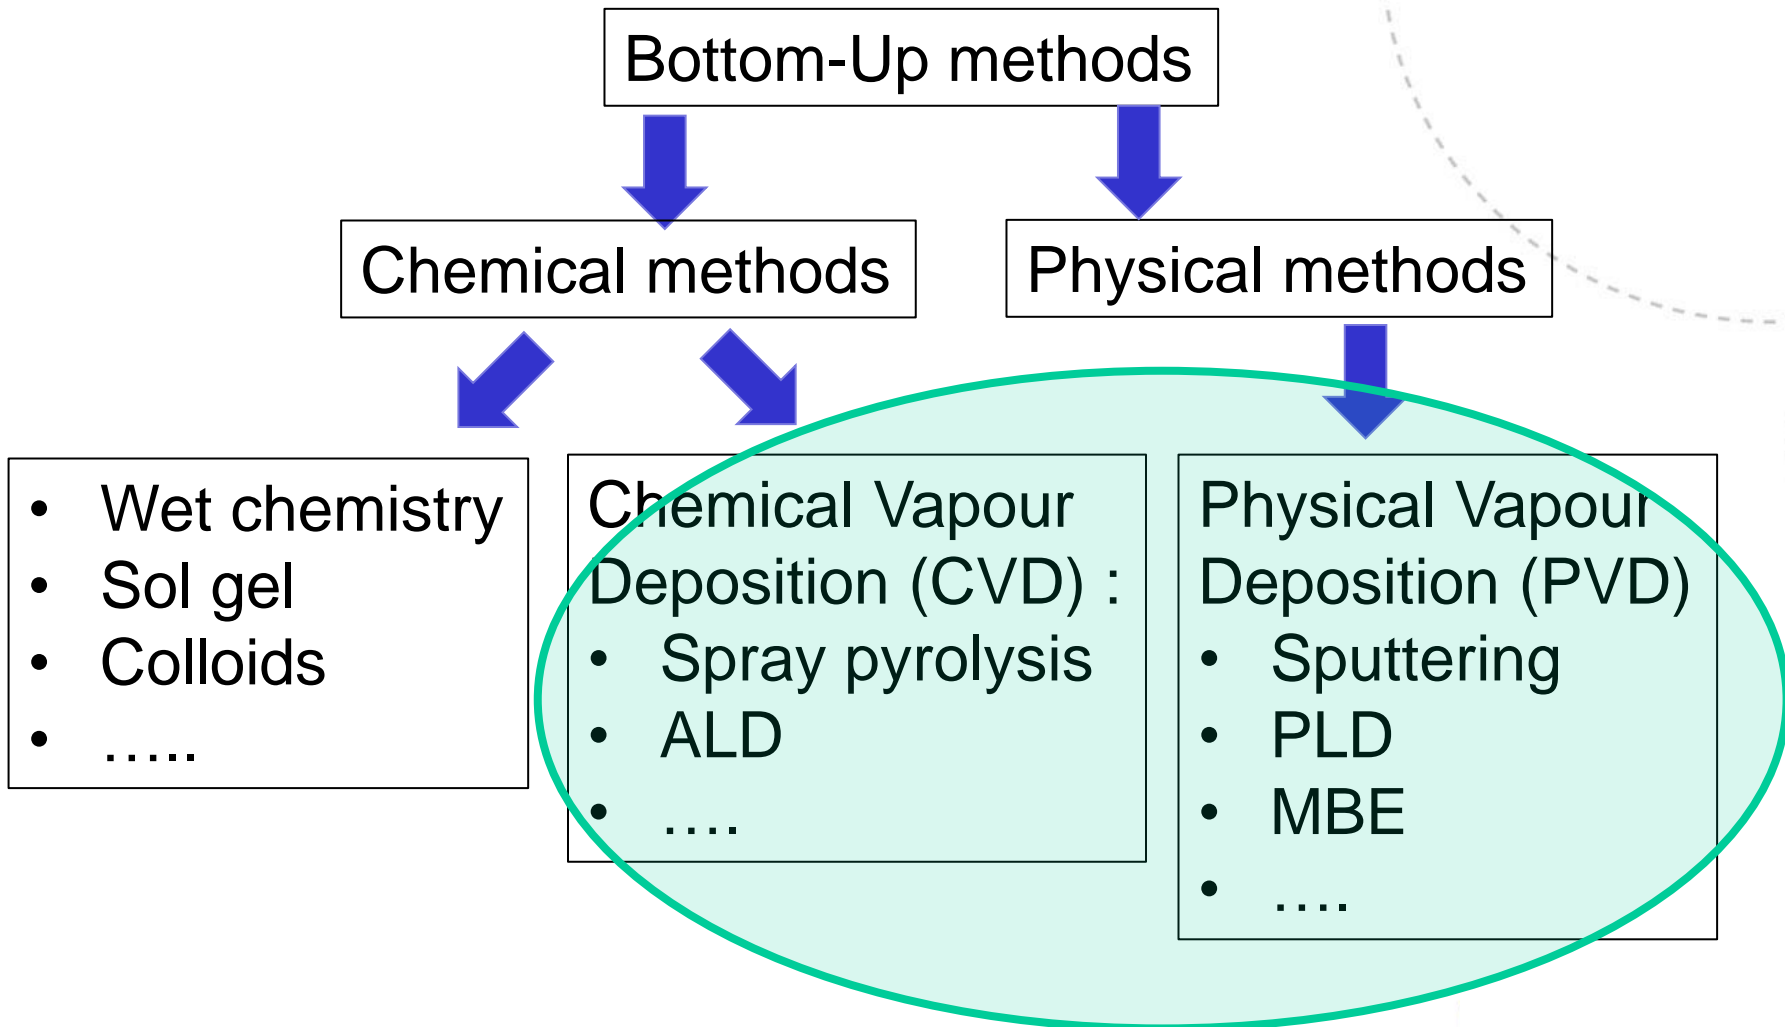 Bottom-Up methods
Chemical methods
Physical methods
• Wet chemistry
• Sol gel
• Colloids
• …..
Chemical Vapour
Deposition (CVD) :
• Spray pyrolysis
• ALD
• ….
Physical Vapour
Deposition (PVD)
• Sputtering
• PLD
• MBE
• ….